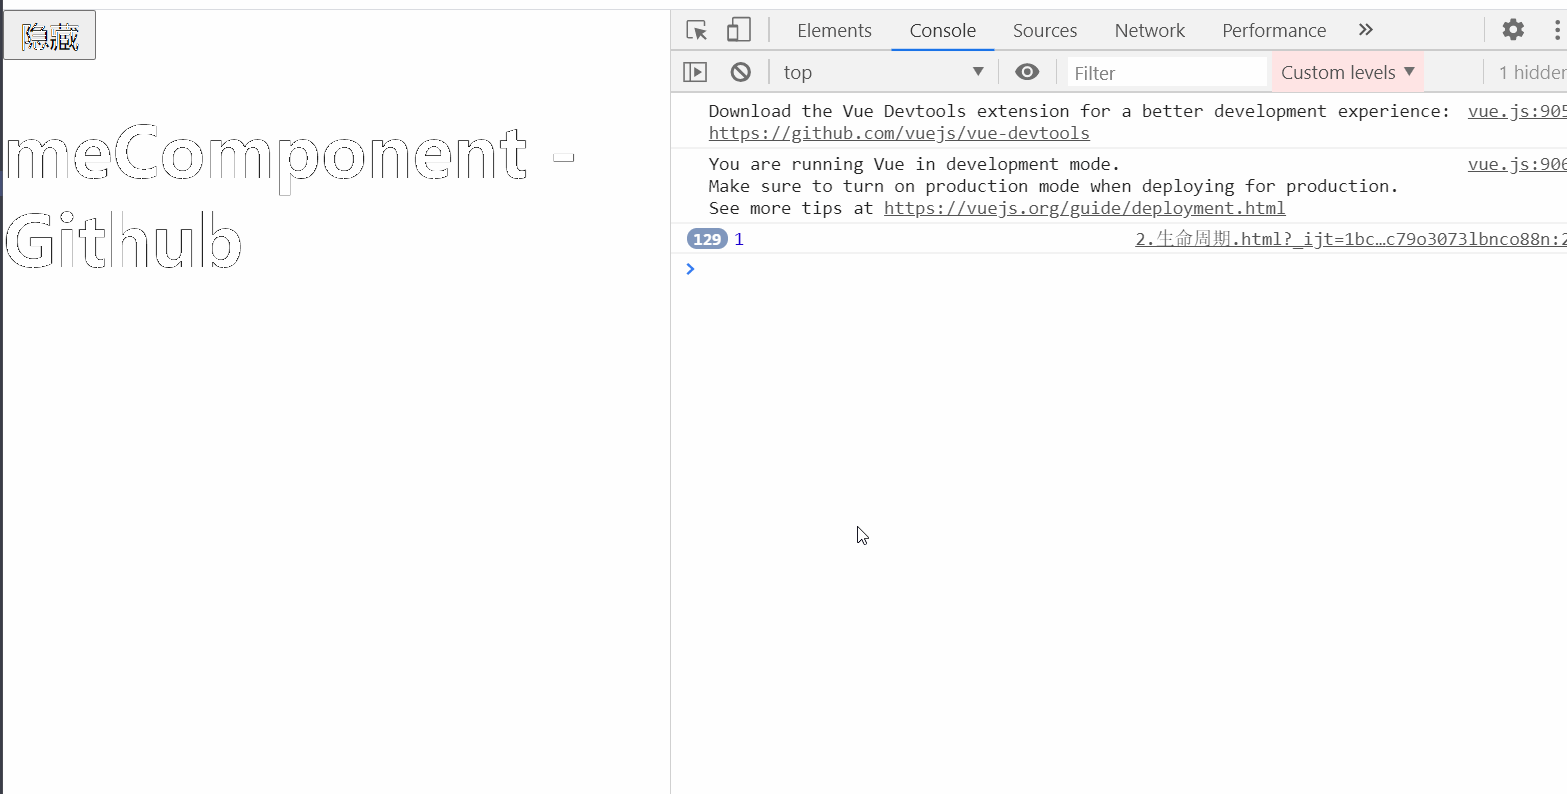 隐藏
meComponent -
Github
Elements Console Sources Network Performance »
top Filter Custom levels ▼ 1 hidden
Download the Vue Devtools extension for a better development experience: vue.js:905
https://github.com/vuejs/vue-devtools
You are running Vue in development mode. vue.js:906
Make sure to turn on production mode when deploying for production.
See more tips at https://vuejs.org/guide/deployment.html
129 1 2.生命周期.html?_ijt=1bc…c79o3073lbnco88n:2